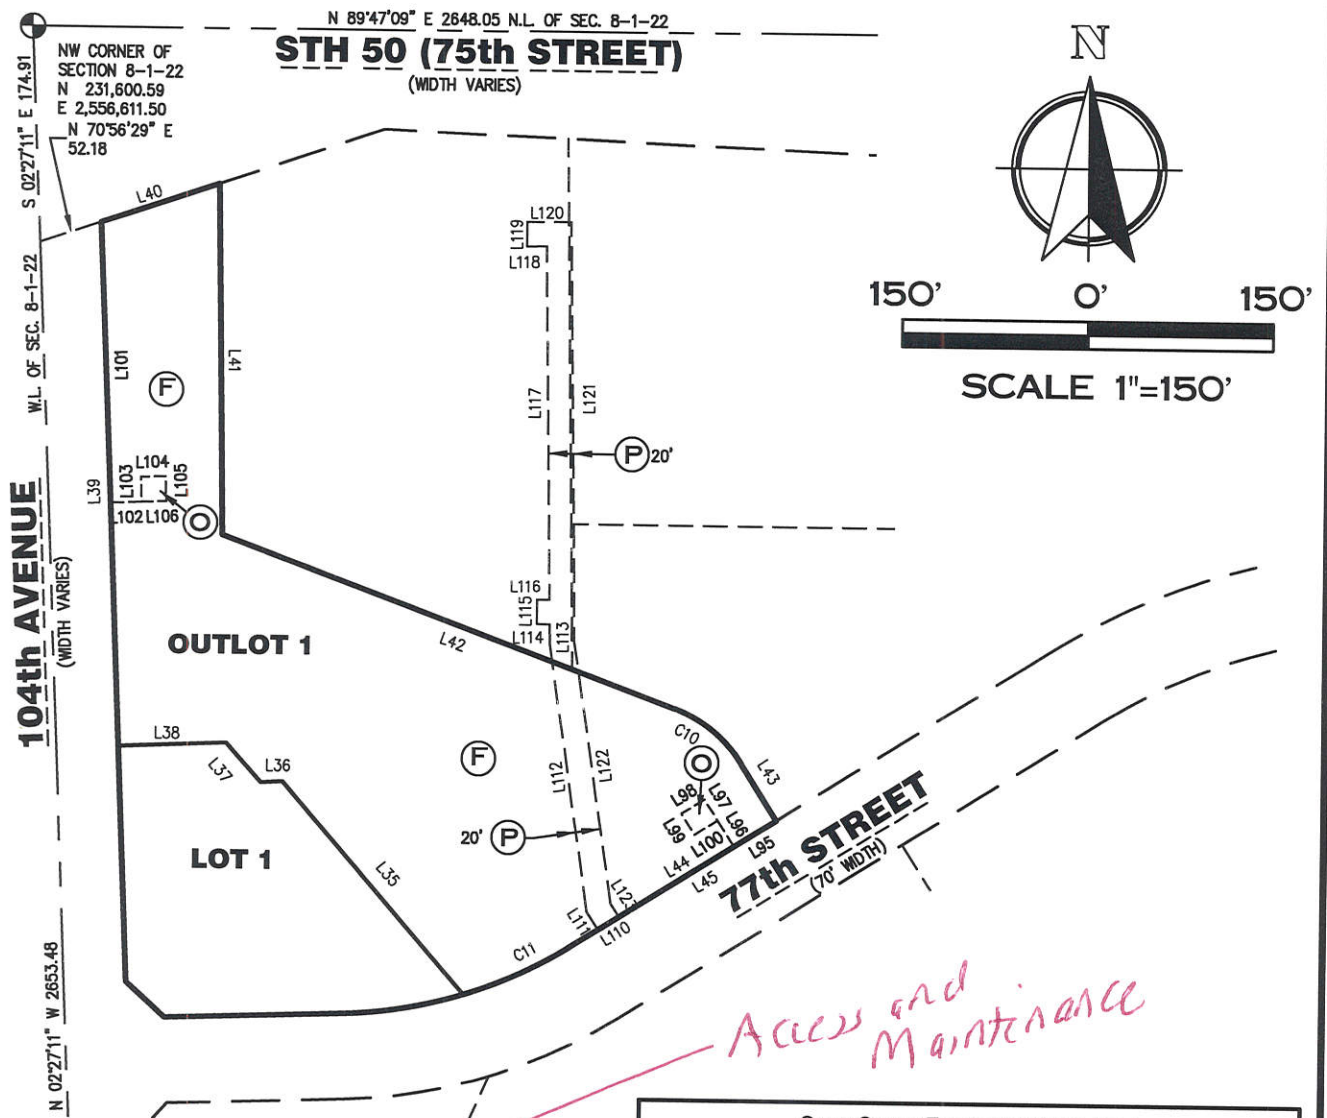 N 89°47'09" E 2648.05 N.L. OF SEC. 8-1-22
STH 50 (75th STREET)
(WIDTH VARIES)
NW CORNER OF
SECTION 8-1-22
N 231,600.59
E 2,556,611.50
N 70°56'29" E
52.18
S 02°27'11" E 174.91
W.L. OF SEC. 8-1-22
N 02°27'11" W 2653.48
104th AVENUE
(WIDTH VARIES)
N
150' 0' 150'
SCALE 1"=150'
L40
L120
L119
L118
L101
L41
F
L117
L121
P 20'
L39
L103
L104
L105
L102 L106
O
L116
L115
L114
L113
OUTLOT 1
L42
L38
L37
L36
F
L112
L122
C10
O
L43
L98
L97
L99
L96
L100
L95
20' P
LOT 1
L35
L44
L45
77th STREET
(70' WIDTH)
L123
L111
L110
C11
Access and
Maintinance